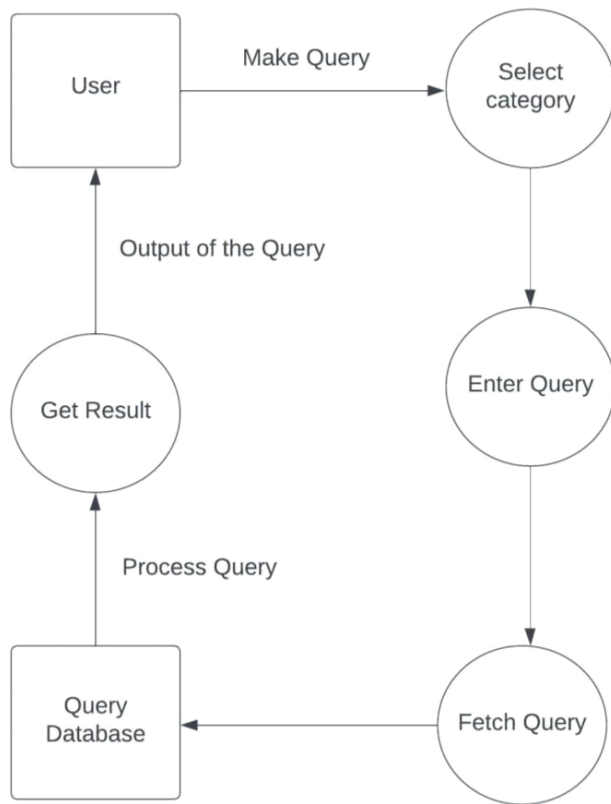 User
Make Query
Select
category
Output of the Query
Enter Query
Get Result
Process Query
Query
Database
Fetch Query